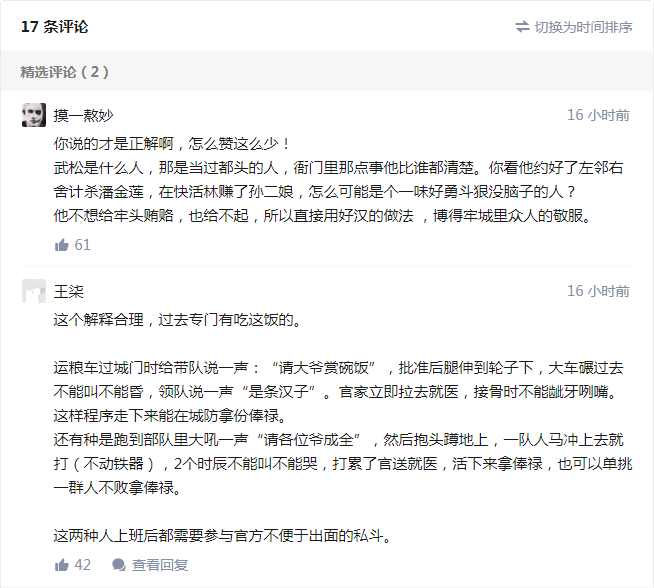 17 条评论
切换为时间排序
精选评论（2）
摸一熬妙
16 小时前
你说的才是正解啊，怎么赞这么少！
武松是什么人，那是当过都头的人，衙门里那点事他比谁都清楚。你看他约好了左邻右
舍计杀潘金莲，在快活林赚了孙二娘，怎么可能是个一味好勇斗狠没脑子的人？
他不想给牢头贿赂，也给不起，所以直接用好汉的做法 ，博得牢城里众人的敬服。
61
王柒
16 小时前
这个解释合理，过去专门有吃这饭的。
运粮车过城门时给带队说一声：“请大爷赏碗饭”，批准后腿伸到轮子下，大车碾过去
不能叫不能昏，领队说一声“是条汉子”。官家立即拉去就医，接骨时不能龇牙咧嘴。
这样程序走下来能在城防拿份俸禄。
还有种是跑到部队里大吼一声“请各位爷成全”，然后抱头蹲地上，一队人马冲上去就
打（不动铁器），2个时辰不能叫不能哭，打累了官送就医，活下来拿俸禄，也可以单挑
一群人不败拿俸禄。
这两种人上班后都需要参与官方不便于出面的私斗。
42 查看回复